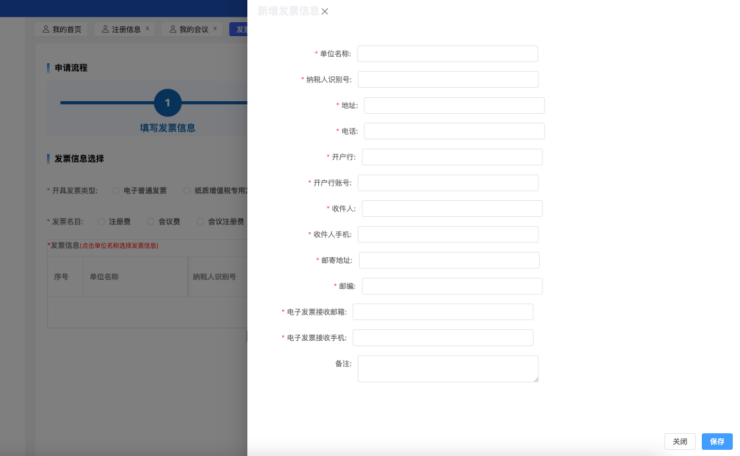 新增发票信息×
我的首页
注册信息 ×
我的会议 ×
申请流程
1
填写发票信息
发票信息选择
* 开具发票类型: 电子普通发票 纸质增值税专用
* 发票名目: 注册费 会议费 会议注册费
*发票信息(点击单位名称选择发票信息)
序号 单位名称 纳税人识别号
* 单位名称:
* 纳税人识别号:
* 地址:
* 电话:
* 开户行:
* 开户行账号:
* 收件人:
* 收件人手机:
* 邮寄地址:
* 邮编:
* 电子发票接收邮箱:
* 电子发票接收手机:
备注:
关闭
保存